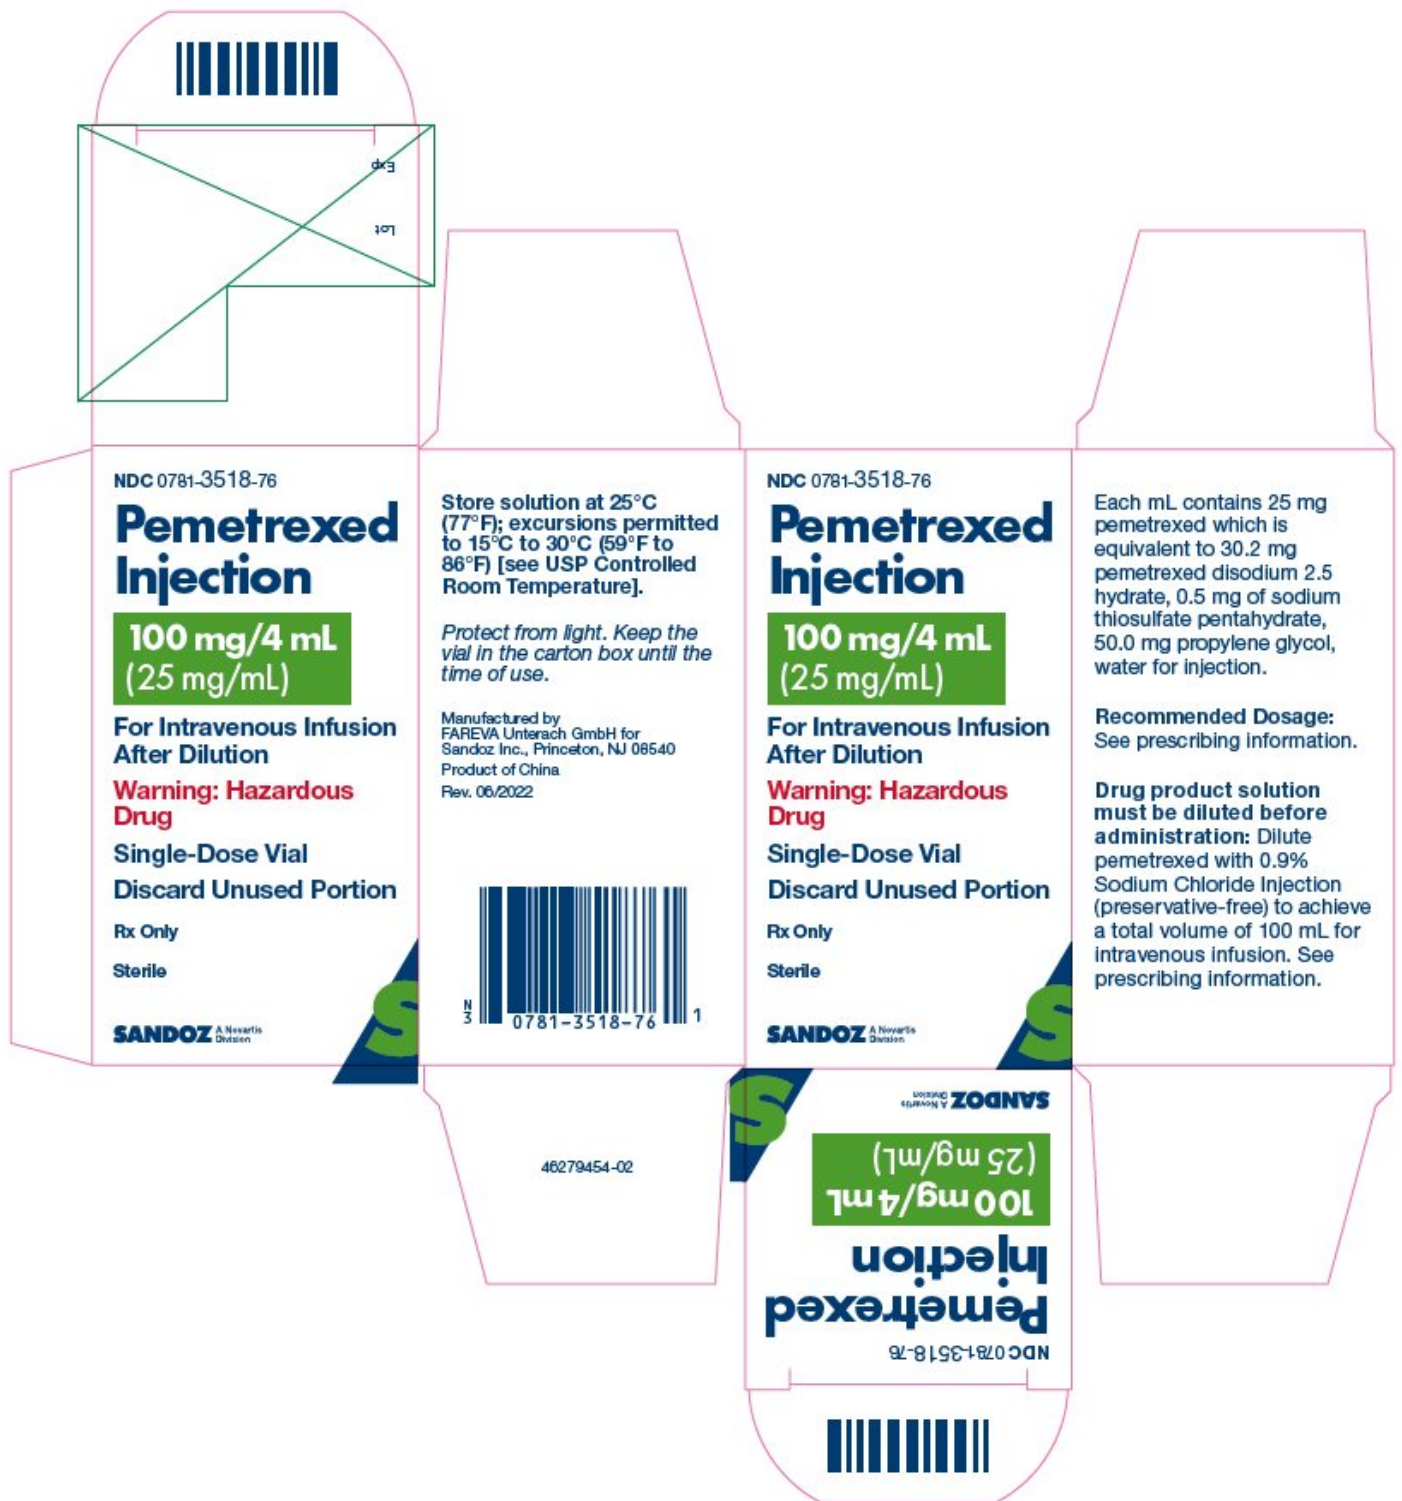 Exp
Lot
NDC 0781-3518-76
Pemetrexed
Injection
100 mg/4 mL
(25 mg/mL)
For Intravenous Infusion
After Dilution
Warning: Hazardous
Drug
Single-Dose Vial
Discard Unused Portion
Rx Only
Sterile
SANDOZ A Novartis
Division
S
Store solution at 25°C
(77°F); excursions permitted
to 15°C to 30°C (59°F to
86°F) [see USP Controlled
Room Temperature].
Protect from light. Keep the
vial in the carton box until the
time of use.
Manufactured by
FAREVA Unterach GmbH for
Sandoz Inc., Princeton, NJ 08540
Product of China
Rev. 06/2022
N
3
0781-3518-76
1
46279454-02
NDC 0781-3518-76
Pemetrexed
Injection
100 mg/4 mL
(25 mg/mL)
For Intravenous Infusion
After Dilution
Warning: Hazardous
Drug
Single-Dose Vial
Discard Unused Portion
Rx Only
Sterile
SANDOZ A Novartis
Division
S
Each mL contains 25 mg
pemetrexed which is
equivalent to 30.2 mg
pemetrexed disodium 2.5
hydrate, 0.5 mg of sodium
thiosulfate pentahydrate,
50.0 mg propylene glycol,
water for injection.
Recommended Dosage:
See prescribing information.
Drug product solution
must be diluted before
administration: Dilute
pemetrexed with 0.9%
Sodium Chloride Injection
(preservative-free) to achieve
a total volume of 100 mL for
intravenous infusion. See
prescribing information.
NDC 0781-3518-76
Pemetrexed
Injection
100 mg/4 mL
(25 mg/mL)
SANDOZ A Novartis
Division
S